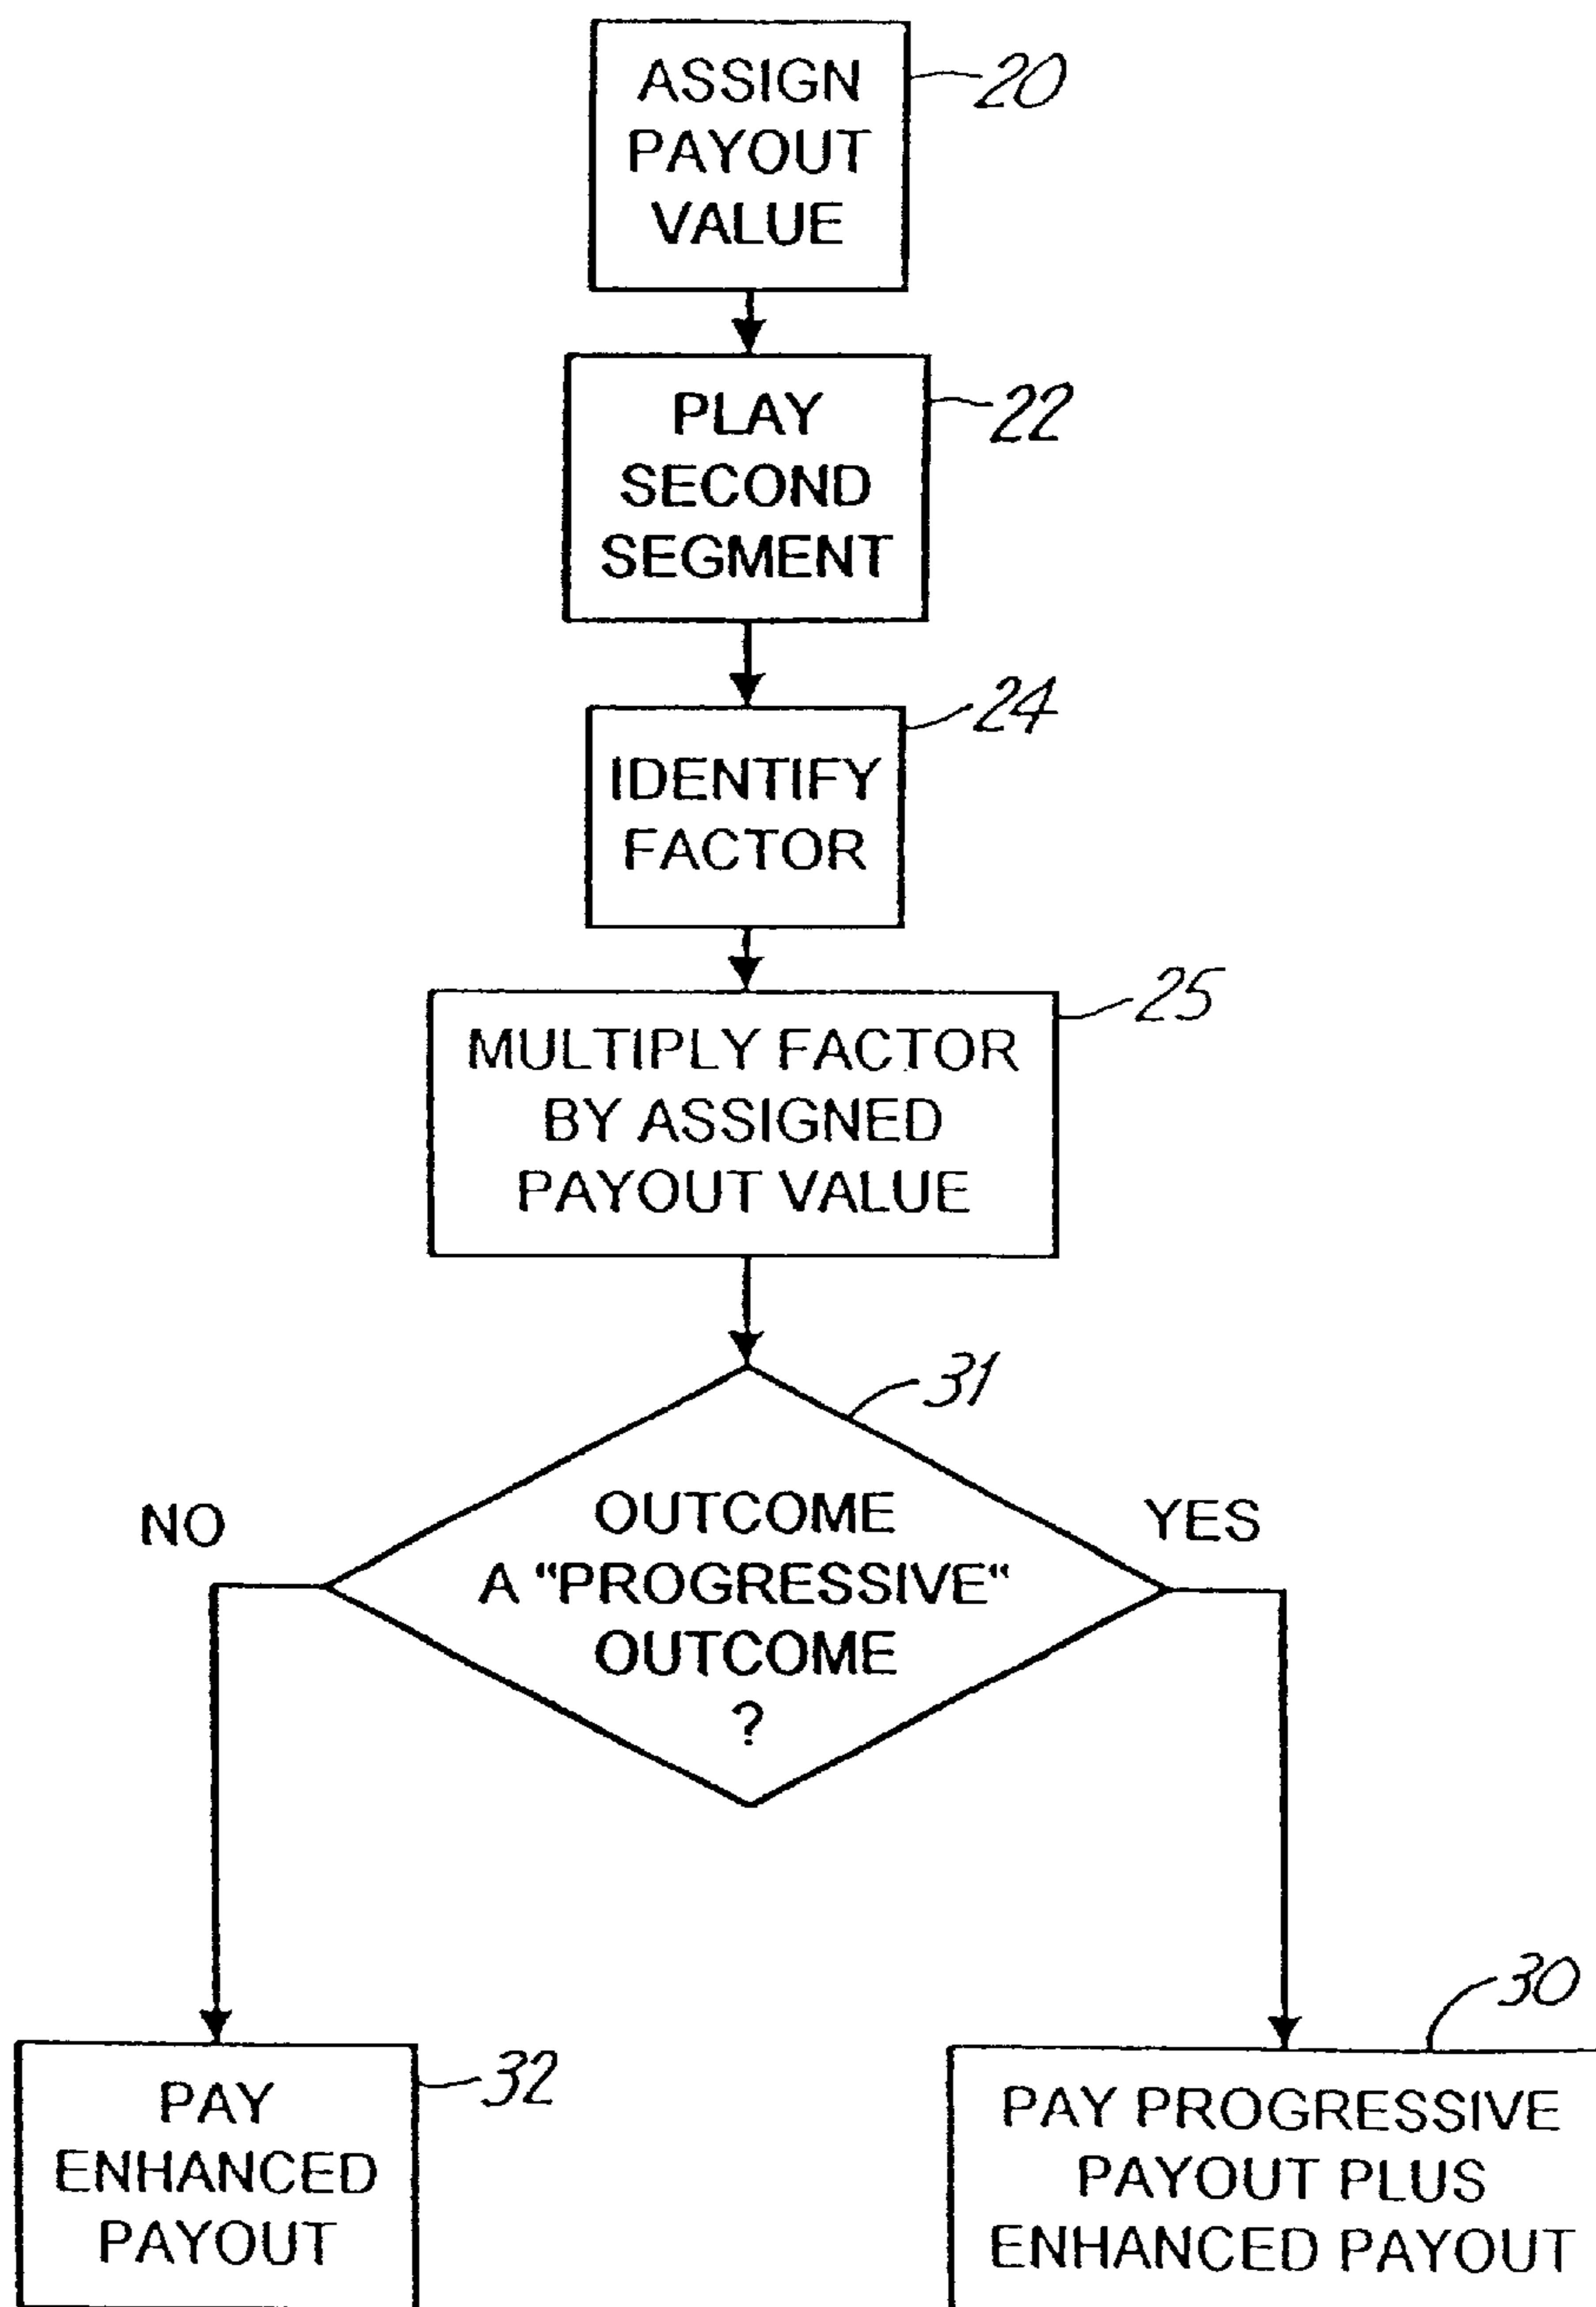 ASSIGN
PAYOUT
VALUE
20
PLAY
SECOND
SEGMENT
22
IDENTIFY
FACTOR
24
MULTIPLY FACTOR
BY ASSIGNED
PAYOUT VALUE
25
OUTCOME
A “PROGRESSIVE“
OUTCOME
?
31
NO
YES
PAY
ENHANCED
PAYOUT
32
PAY PROGRESSIVE
PAYOUT PLUS
ENHANCED PAYOUT
30